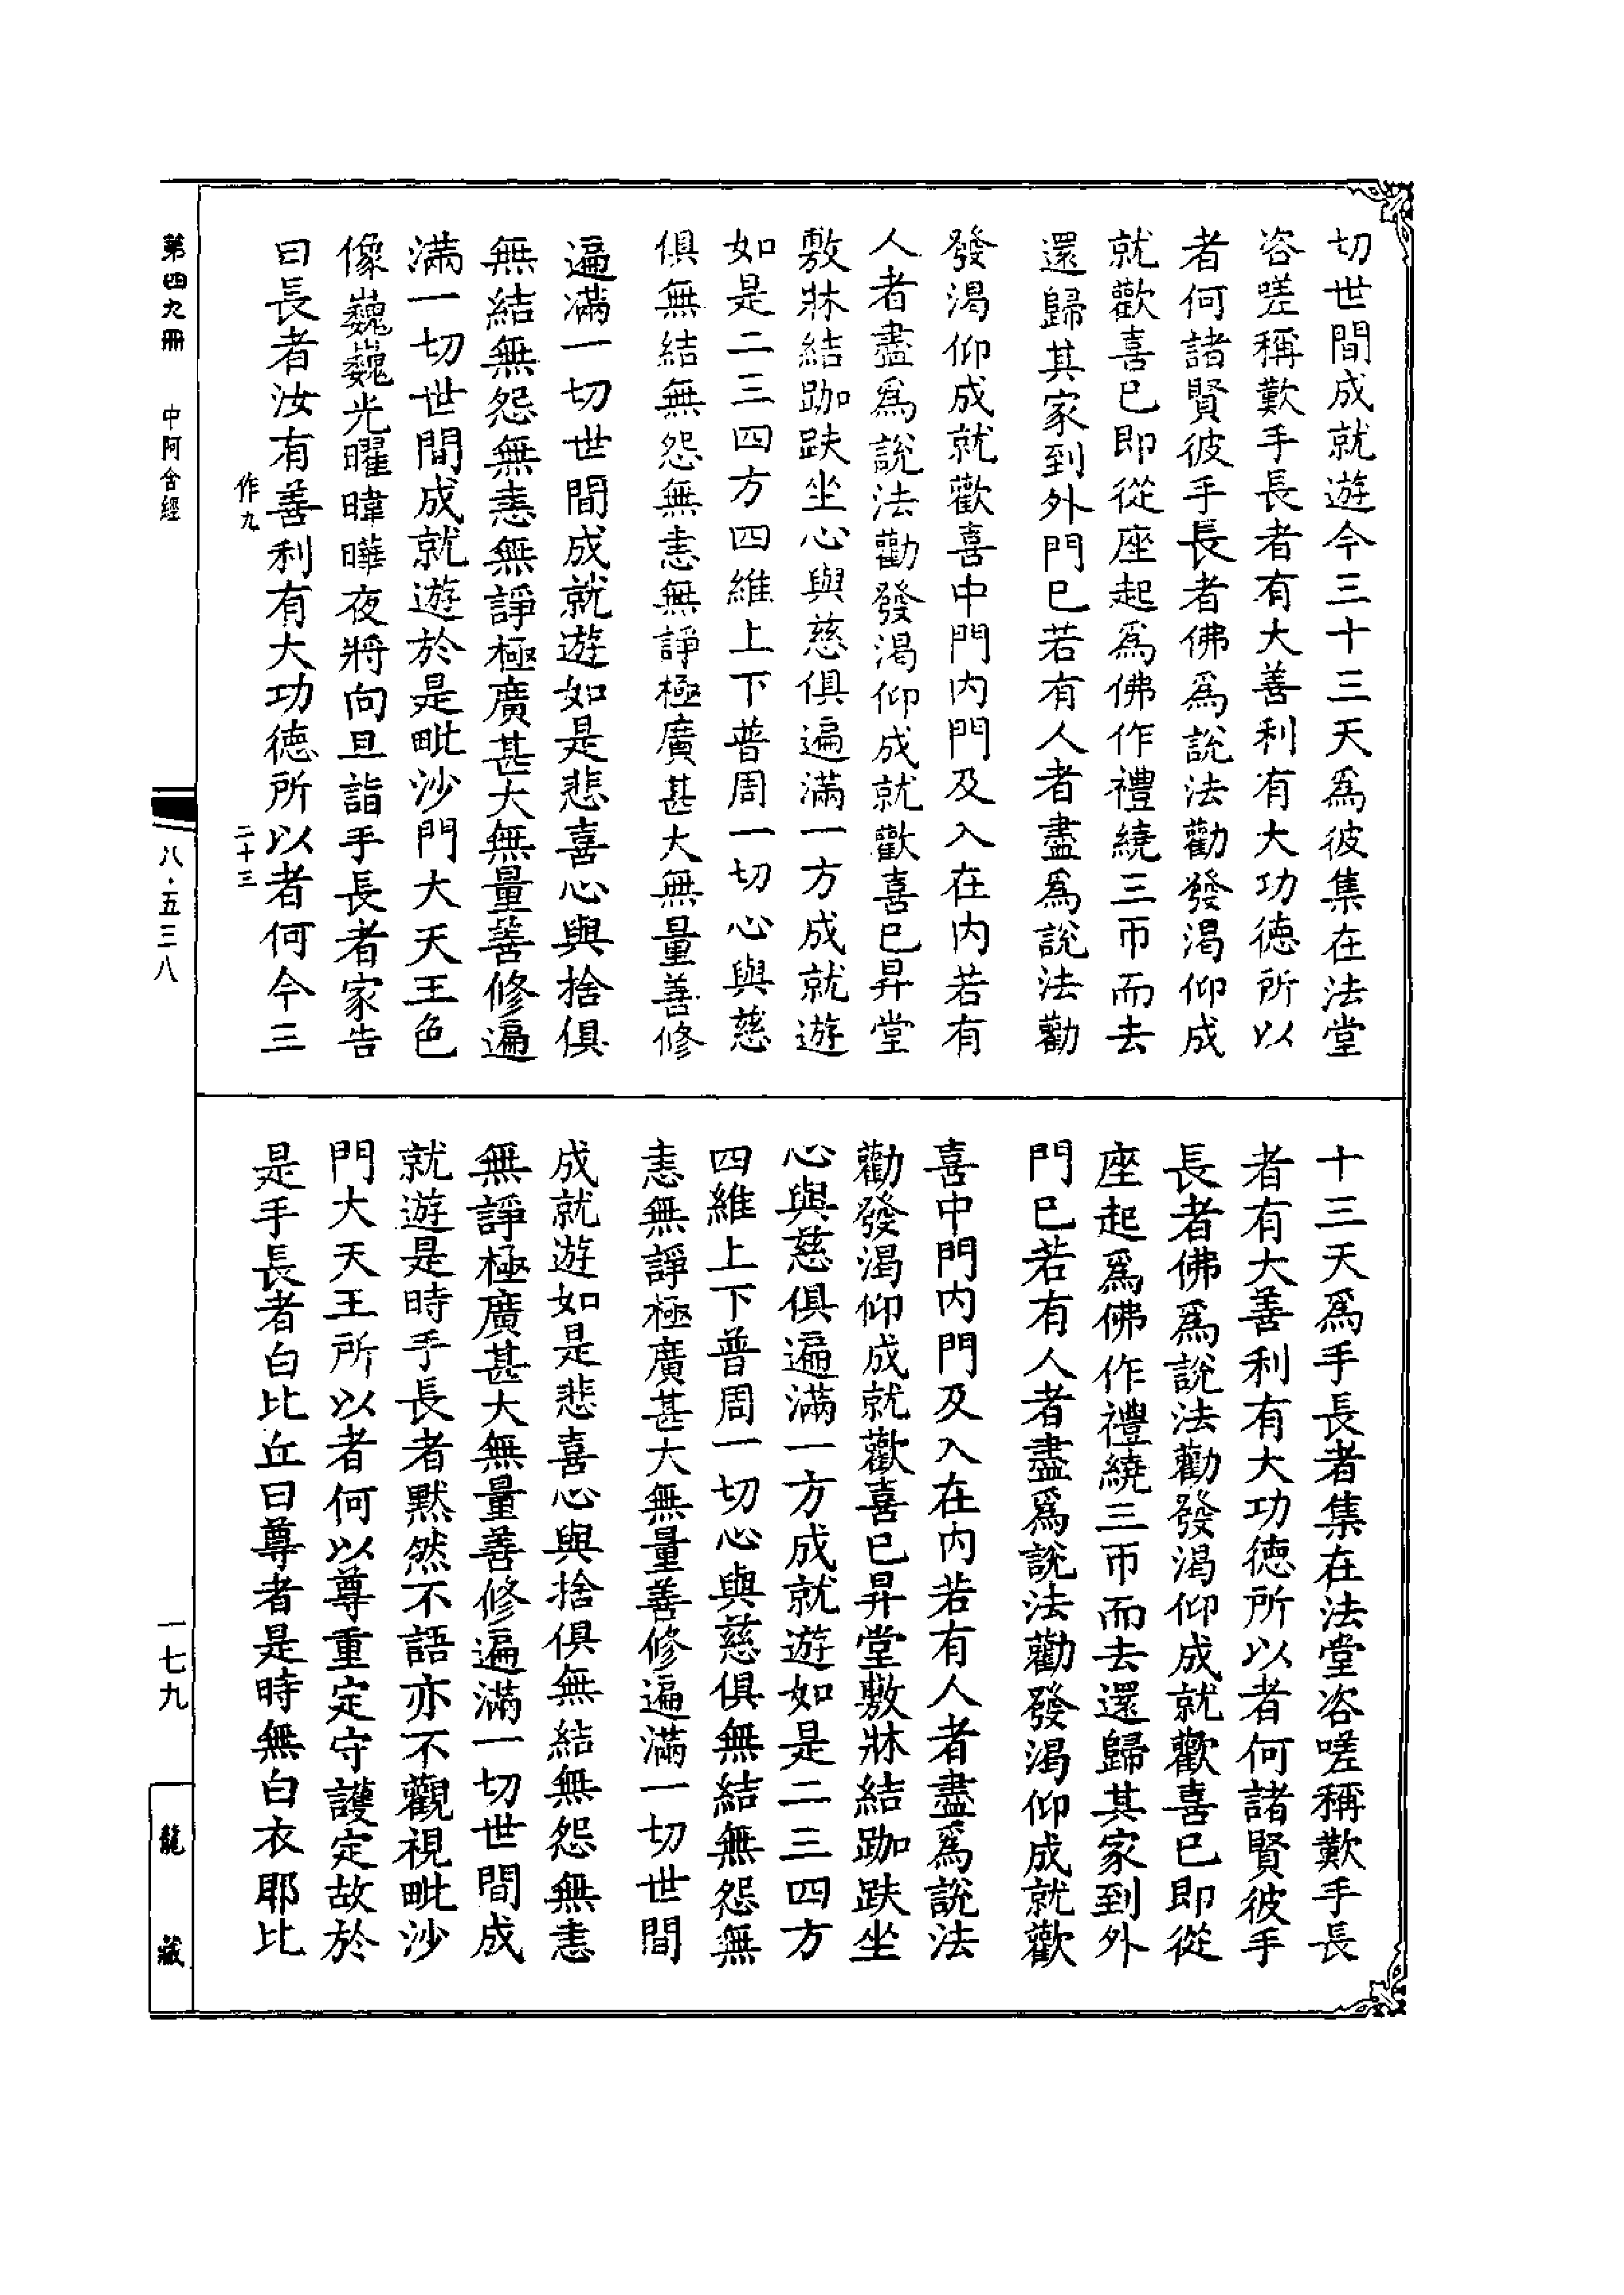 切世間成就遊今三十三天爲彼集在法堂
咨嗟稱歎手長者有大善利有大功德所以
者何諸賢彼手長者佛爲說法勸發渴仰成
就歡喜已即從座起爲佛作禮繞三帀而去
還歸其家到外門已若有人者盡爲說法勸
發渴仰成就歡喜中門內門及入在內若有
人者盡爲說法勸發渴仰成就歡喜已昇堂
敷牀結跏趺坐心與慈俱遍滿一方成就遊
如是二三四方四維上下普周一切心與慈
俱無結無怨無恚無諍極廣甚大無量善修
遍滿一切世間成就遊如是悲喜心與捨俱
無結無怨無恚無諍極廣甚大無量善修遍
滿一切世間成就遊於是毗沙門大天王色
像巍巍光曜暐曄夜將向旦詣手長者家告
曰長者汝有善利有大功德所以者何今三
作九
二十三
十三天爲手長者集在法堂咨嗟稱歎手長
者有大善利有大功德所以者何諸賢彼手
長者佛爲說法勸發渴仰成就歡喜已即從
座起爲佛作禮繞三帀而去還歸其家到外
門已若有人者盡爲說法勸發渴仰成就歡
喜中門內門及入在內若有人者盡爲說法
勸發渴仰成就歡喜已昇堂敷牀結跏趺坐
心與慈俱遍滿一方成就遊如是二三四方
四維上下普周一切心與慈俱無結無怨無
恚無諍極廣甚大無量善修遍滿一切世間
成就遊如是悲喜心與捨俱無結無怨無恚
無諍極廣甚大無量善修遍滿一切世間成
就遊是時手長者默然不語亦不觀視毗沙
門大天王所以者何以尊重定守護定故於
是手長者白比丘曰尊者是時無白衣耶比
第四九冊 中阿含經
八·五三八
一七九
龍藏